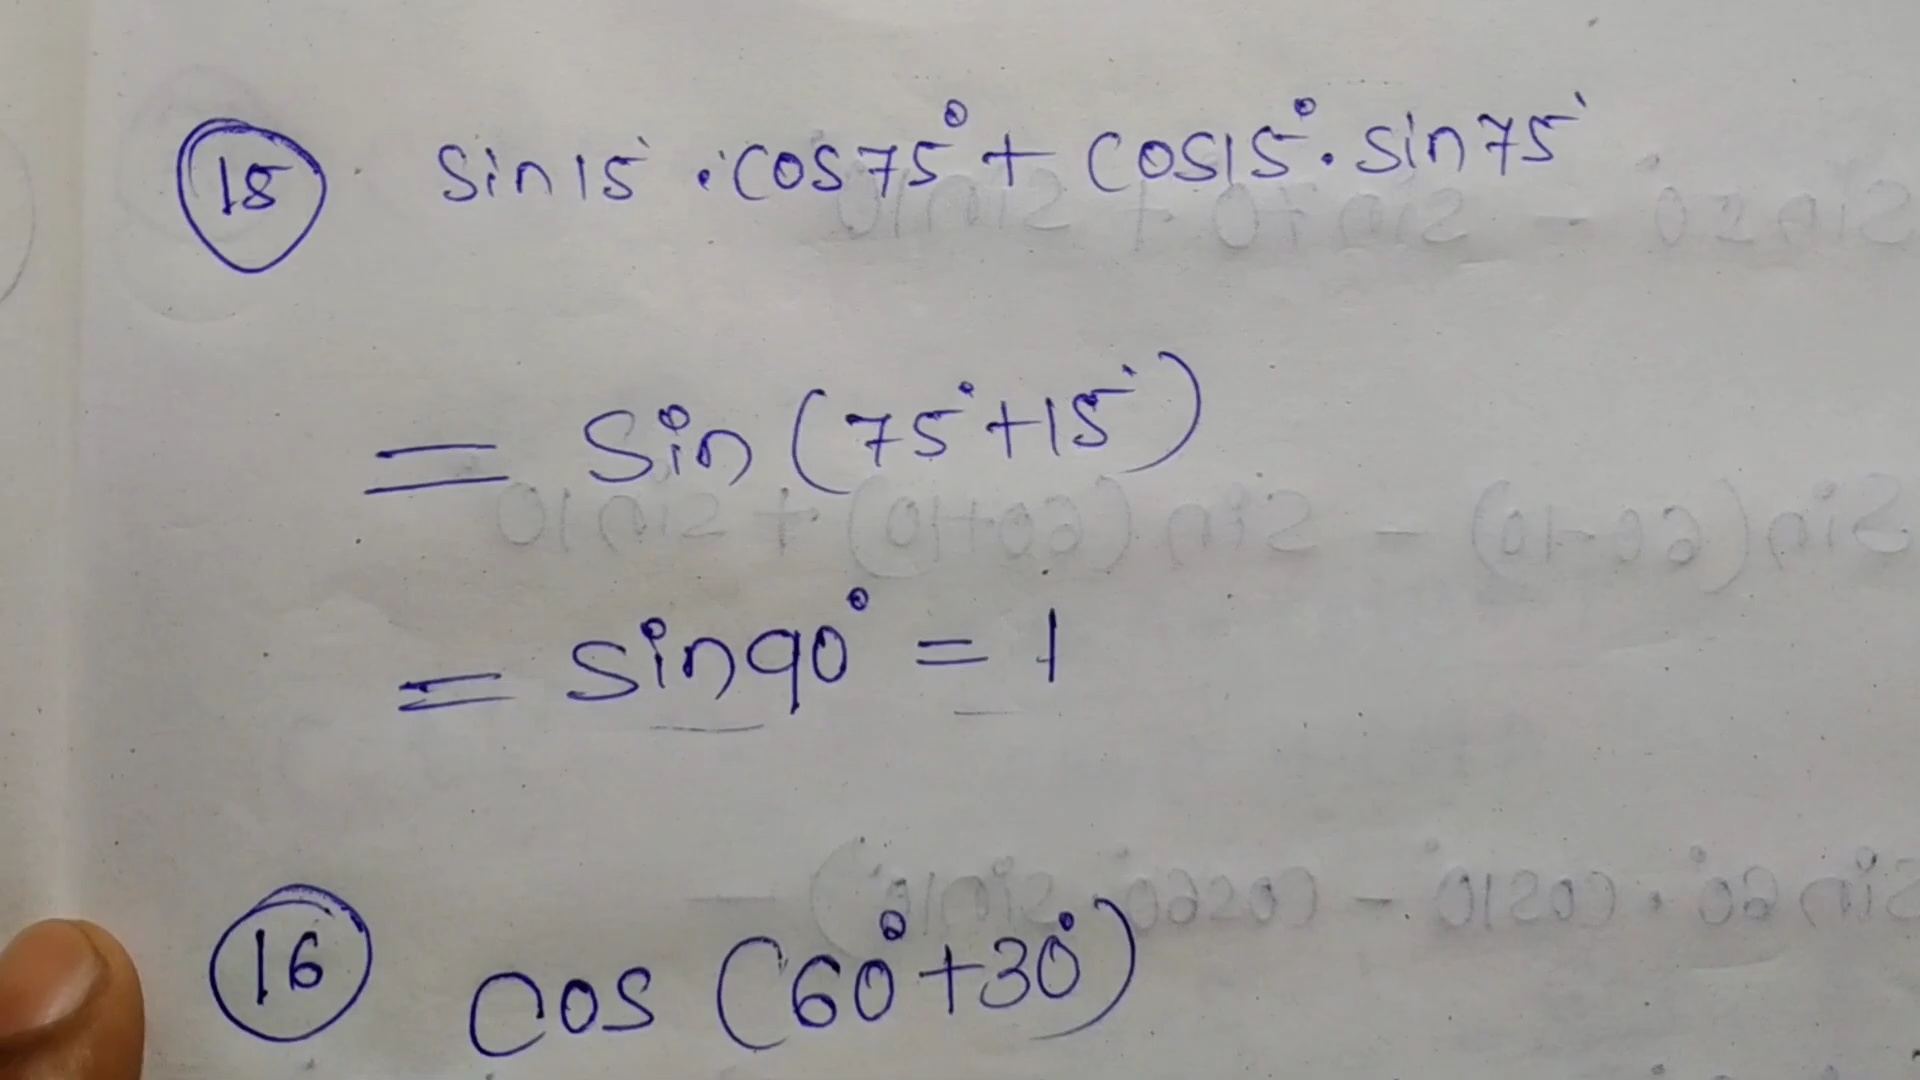 15 sin15° . cos75° + cos15° . sin75°
= Sin (75° + 15°)
= sin90° = 1
16 cos (60° + 30°)